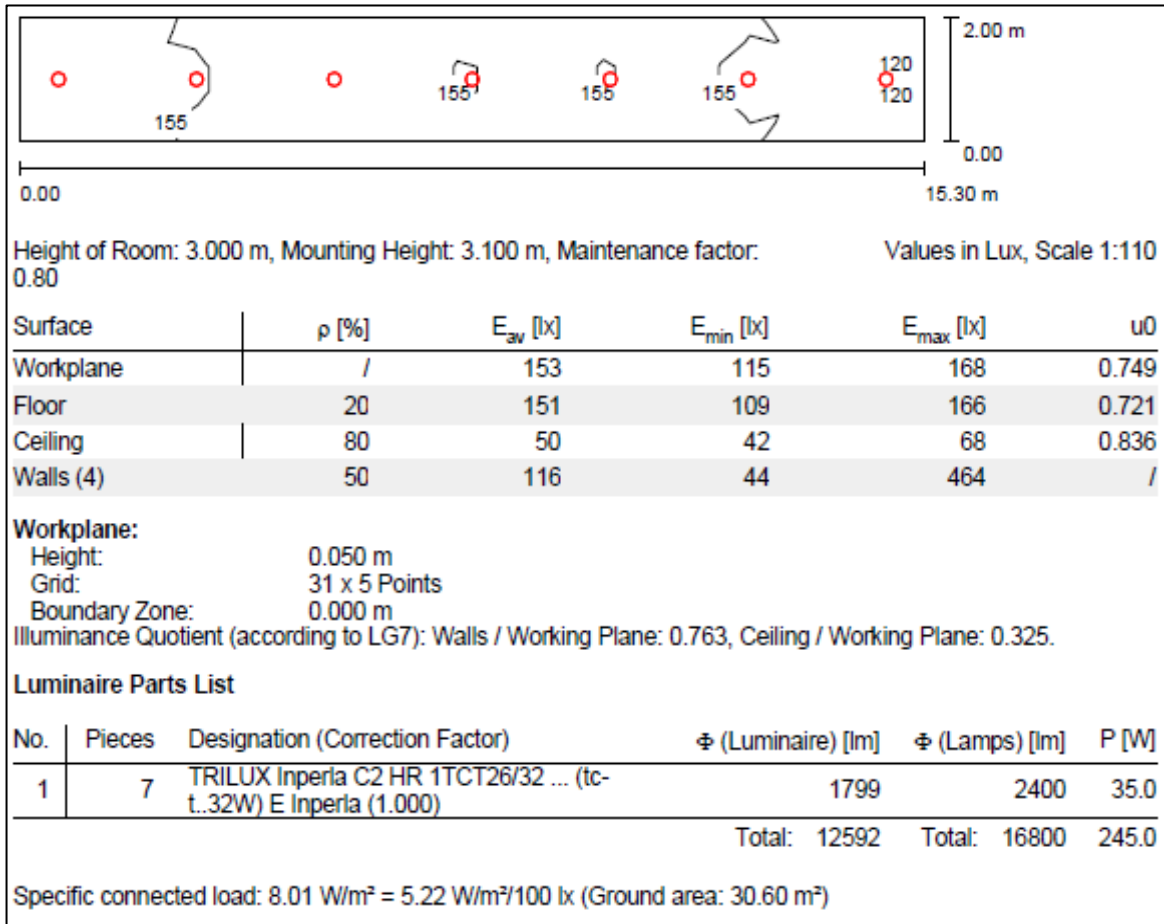 2.00 m
120
155
155
155
120
155
0.00
0.00
15.30 m
Height of Room: 3.000 m, Mounting Height: 3.100 m, Maintenance factor: 0.80
Values in Lux, Scale 1:110
Surface ρ [%] Eav [lx] Emin [lx] Emax [lx] u0
Workplane / 153 115 168 0.749
Floor 20 151 109 166 0.721
Ceiling 80 50 42 68 0.836
Walls (4) 50 116 44 464 /
Workplane:
Height: 0.050 m
Grid: 31 x 5 Points
Boundary Zone: 0.000 m
Illuminance Quotient (according to LG7): Walls / Working Plane: 0.763, Ceiling / Working Plane: 0.325.
Luminaire Parts List
No. Pieces Designation (Correction Factor) Φ (Luminaire) [lm] Φ (Lamps) [lm] P [W]
1 7 TRILUX Inperla C2 HR 1TCT26/32 ... (tc-
t..32W) E Inperla (1.000) 1799 2400 35.0
Total: 12592 Total: 16800 245.0
Specific connected load: 8.01 W/m² = 5.22 W/m²/100 lx (Ground area: 30.60 m²)